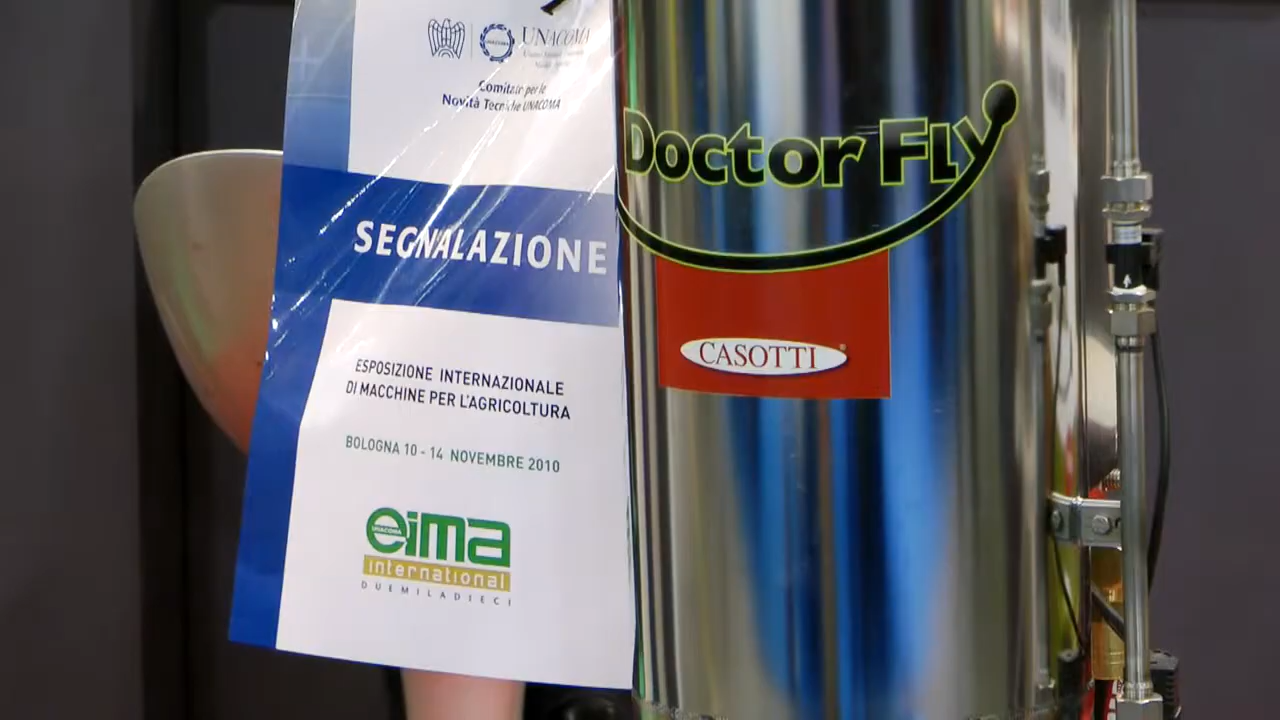 UNACOMA
Comitato per le
Novità Tecniche UNACOMA
SEGNALAZIONE
ESPOSIZIONE INTERNAZIONALE
DI MACCHINE PER L'AGRICOLTURA
BOLOGNA 10 - 14 NOVEMBRE 2010
eima
UNACOMA
international
DUEMILADIECI
Doctor Fly
CASOTTI